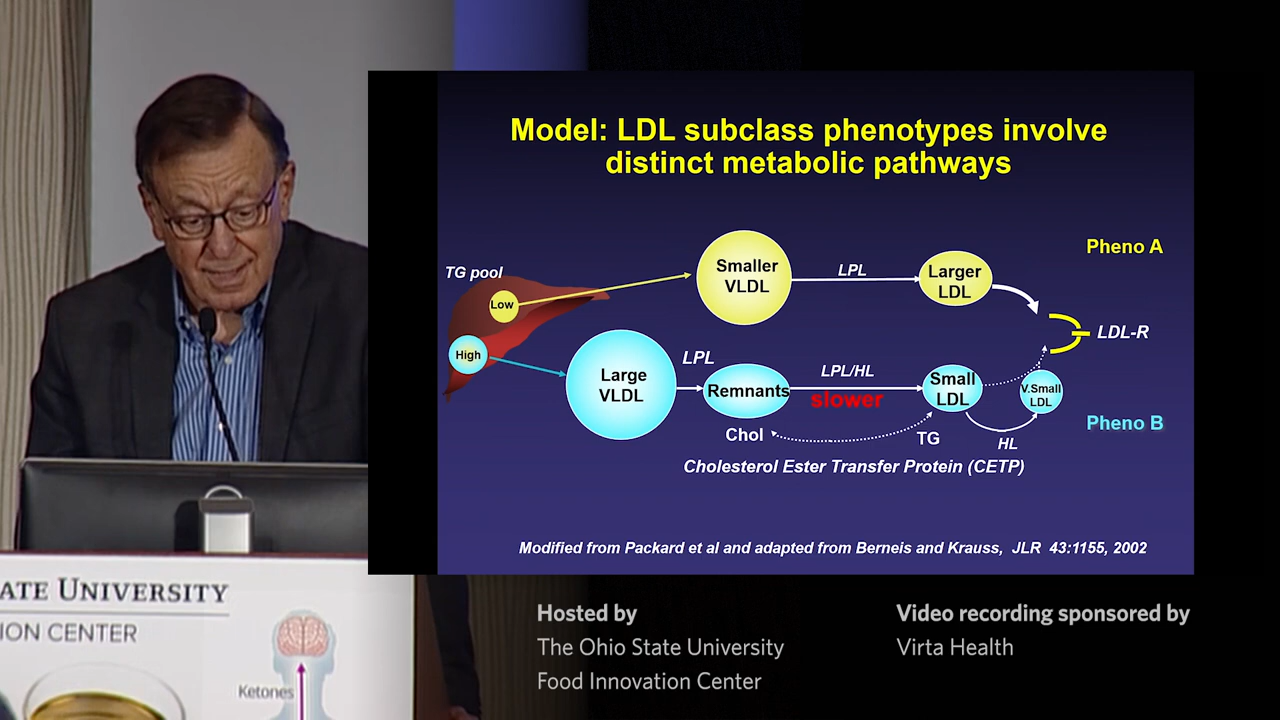 Model: LDL subclass phenotypes involve
distinct metabolic pathways
TG pool
Low
High
Smaller
VLDL
LPL
Larger
LDL
Pheno A
LDL-R
Large
VLDL
LPL
Remnants
LPL/HL
slower
Small
LDL
V.Small
LDL
Pheno B
Chol
TG
HL
Cholesterol Ester Transfer Protein (CETP)
Modified from Packard et al and adapted from Berneis and Krauss, JLR 43:1155, 2002
ATE UNIVERSITY
ION CENTER
Ketones
Hosted by
The Ohio State University
Food Innovation Center
Video recording sponsored by
Virta Health